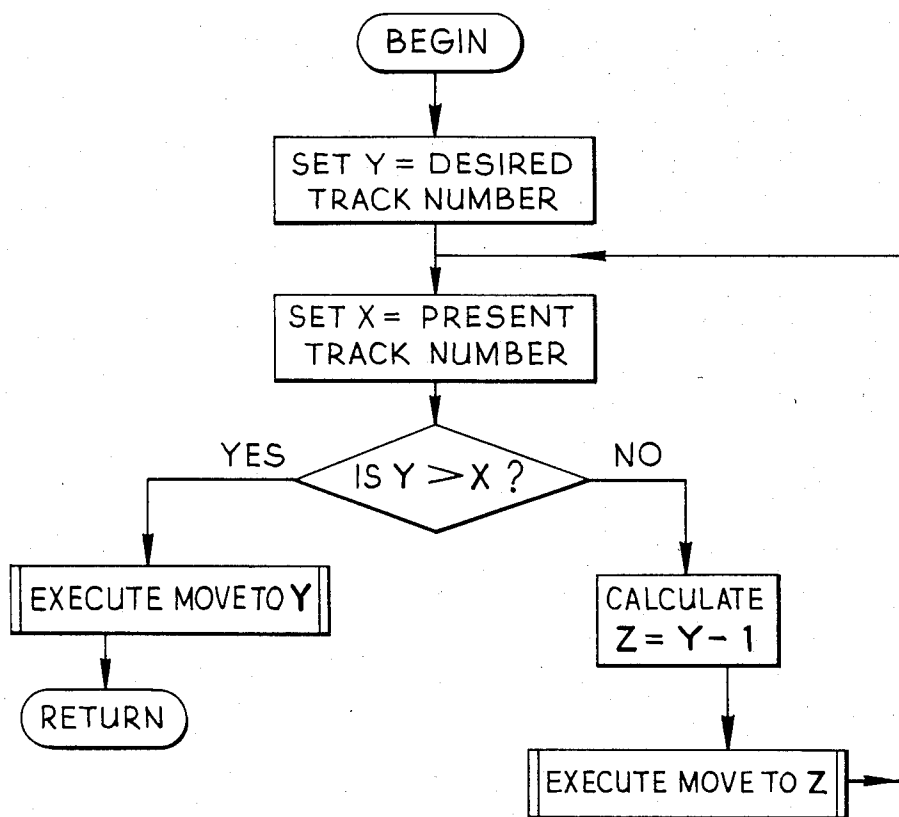 BEGIN
SET Y = DESIRED
TRACK NUMBER
SET X = PRESENT
TRACK NUMBER
IS Y > X ?
YES
NO
EXECUTE MOVE TO Y
RETURN
CALCULATE
Z = Y - 1
EXECUTE MOVE TO Z